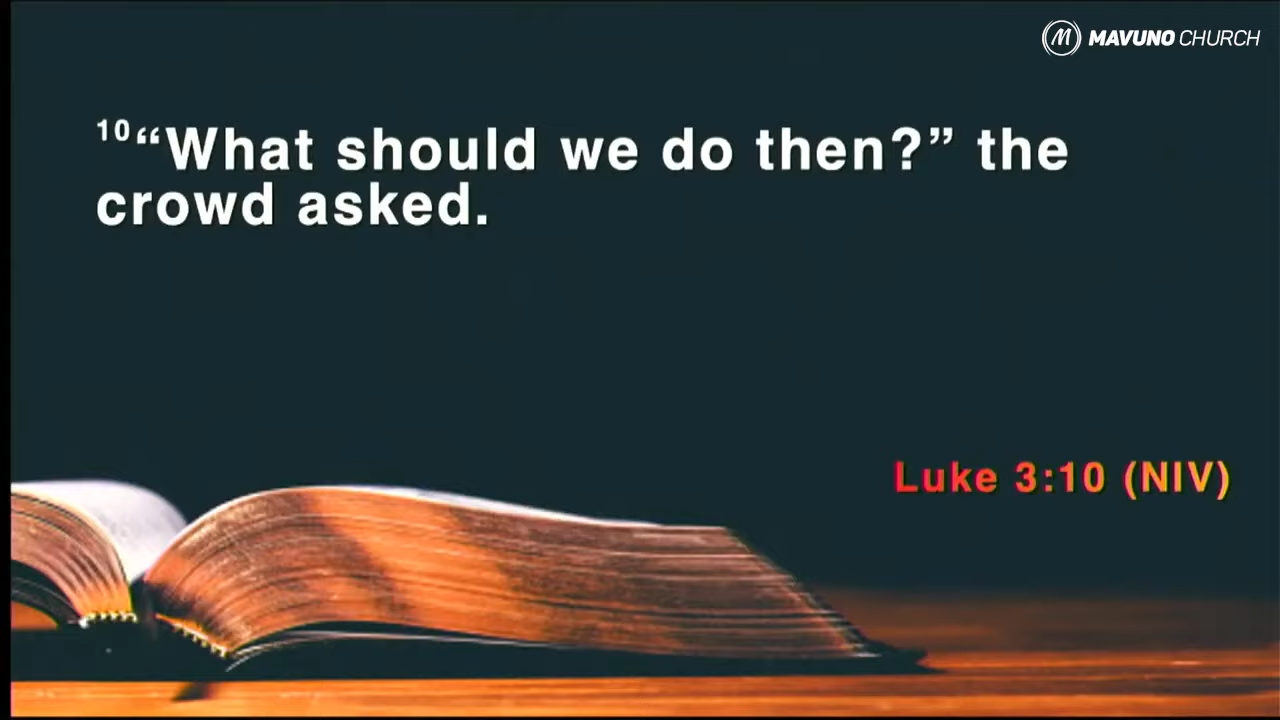 MAVUNO CHURCH
10“What should we do then?” the
crowd asked.
Luke 3:10 (NIV)